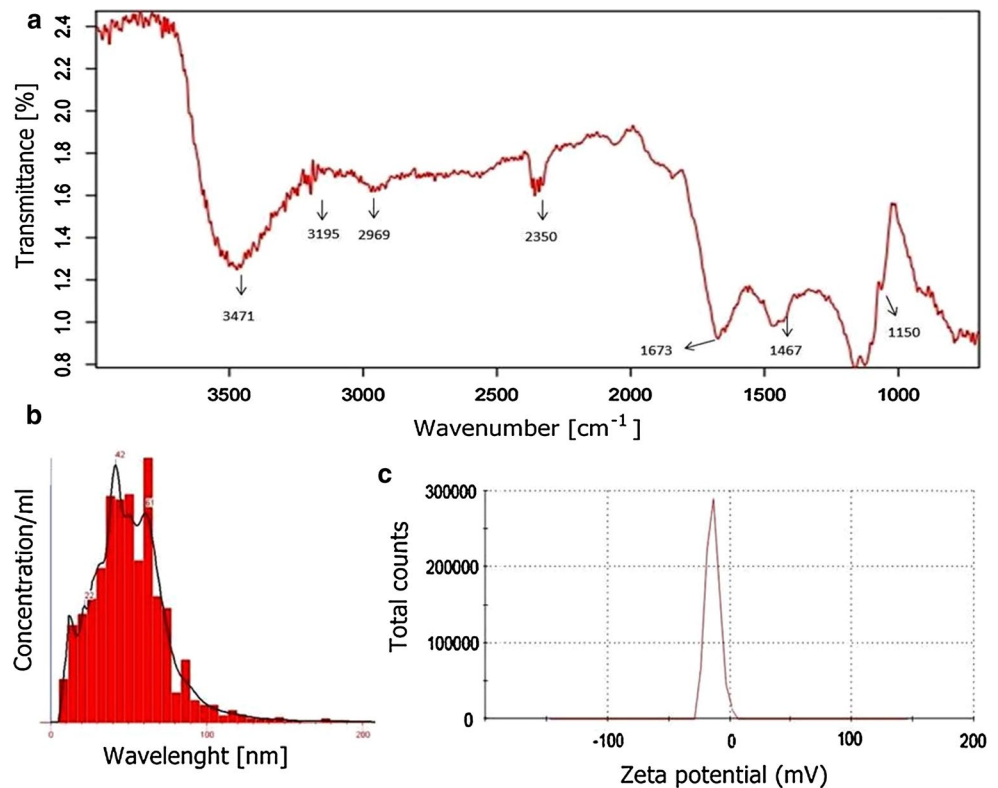 a
Transmittance [%]
2.4
2.2
2.0
1.8
1.6
1.4
1.2
1.0
0.8
3195
2969
2350
3471
1673
1467
1150
3500 3000 2500 2000 1500 1000
Wavenumber [cm-1 ]
b
Concentration/ml
42
61
22
0 100 200
Wavelenght [nm]
c
Total counts
300000
200000
100000
0
-100 0 100 200
Zeta potential (mV)